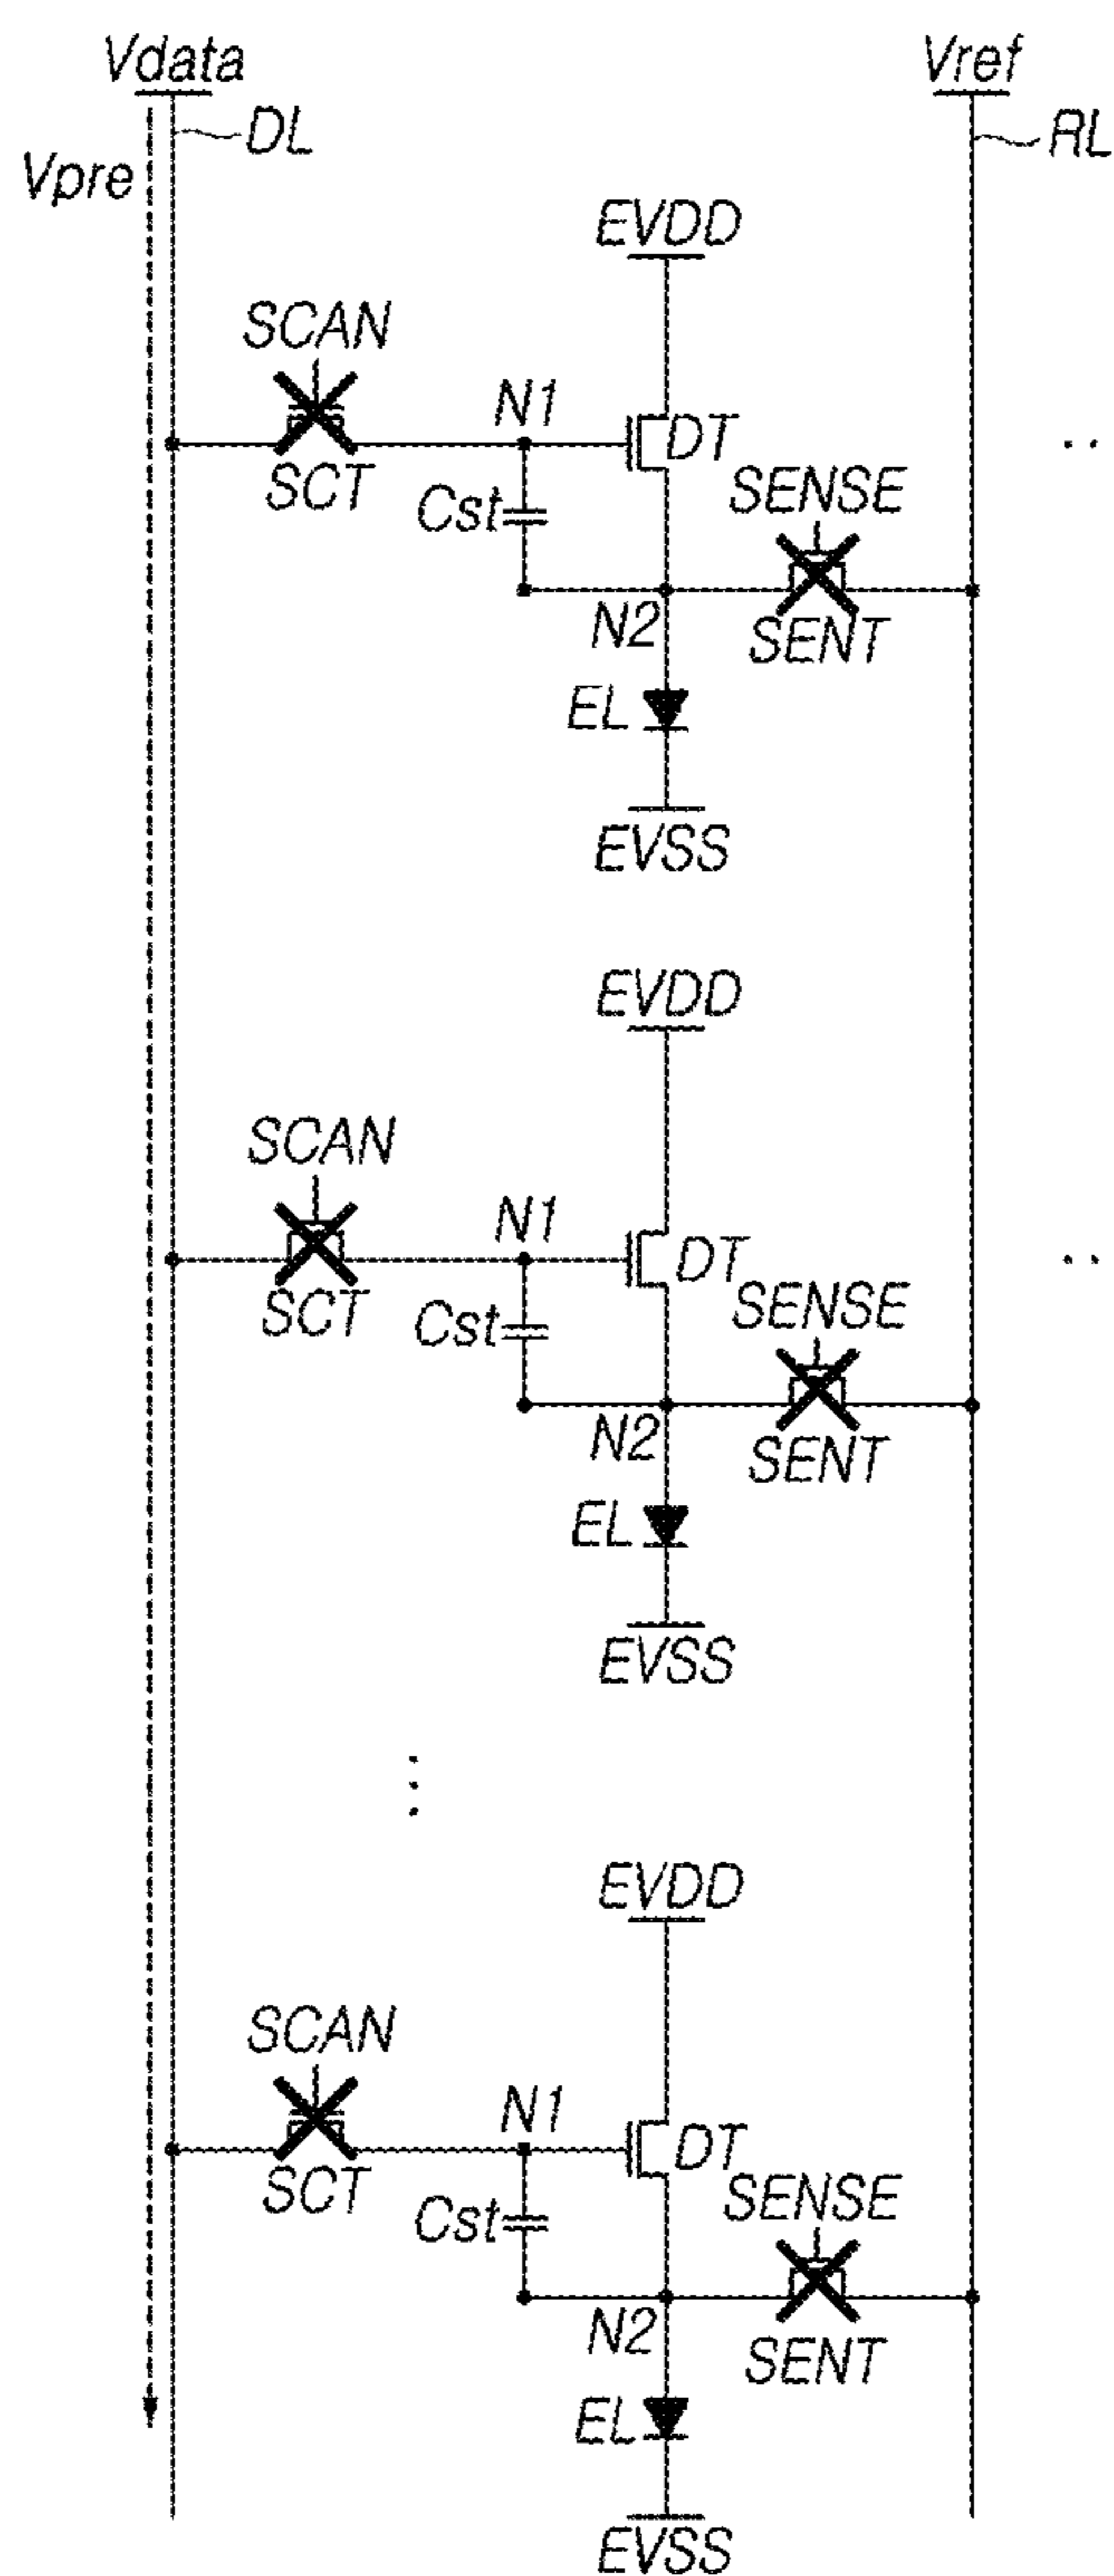 Vdata
Vref
DL
RL
Vpre
EVDD
SCAN
N1
DT
SCT
Cst
SENSE
N2
SENT
EL
EVSS
EVDD
SCAN
N1
DT
SCT
Cst
SENSE
N2
SENT
EL
EVSS
EVDD
SCAN
N1
DT
SCT
Cst
SENSE
N2
SENT
EL
EVSS